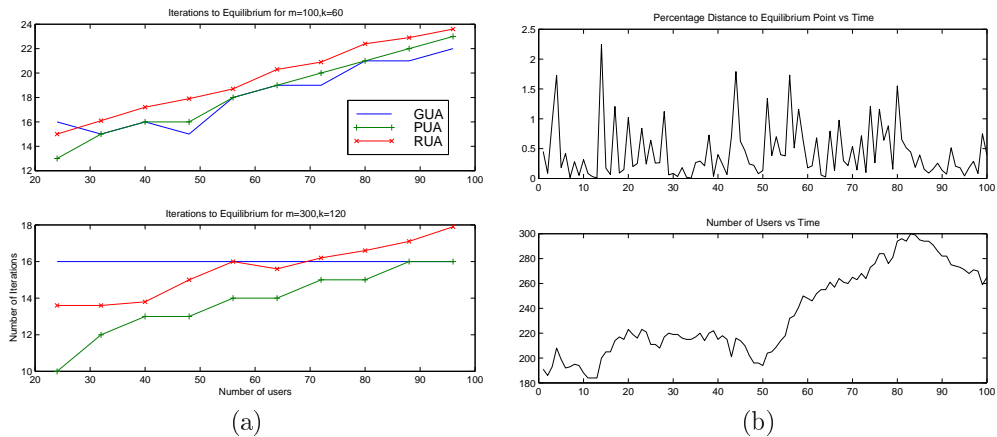 Iterations to Equilibrium for m=100,k=60
24
22
20
18
16
14
12
20 30 40 50 60 70 80 90 100
GUA
PUA
RUA
Iterations to Equilibrium for m=300,k=120
18
16
14
12
10
20 30 40 50 60 70 80 90 100
Number of Iterations
Number of users
(a)
Percentage Distance to Equilibrium Point vs Time
2.5
2
1.5
1
0.5
0
0 10 20 30 40 50 60 70 80 90 100
Number of Users vs Time
300
280
260
240
220
200
180
0 10 20 30 40 50 60 70 80 90 100
(b)